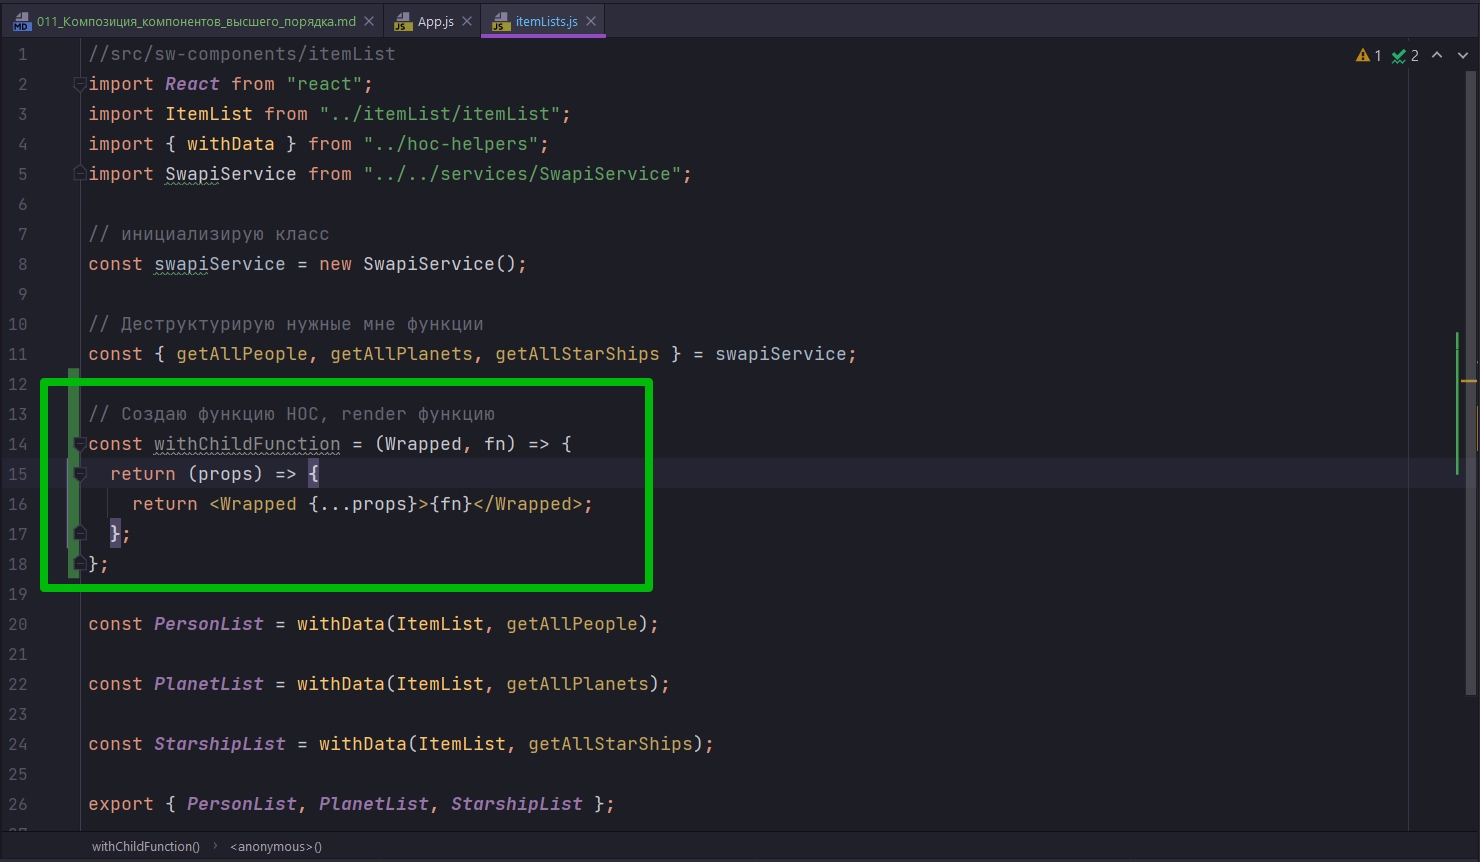 MD 011_Композиция_компонентов_высшего_порядка.md JS App.js JS itemLists.js
1 //src/sw-components/itemList
2 import React from "react";
3 import ItemList from "../itemList/itemList";
4 import { withData } from "../hoc-helpers";
5 import SwapiService from "../../services/SwapiService";
6
7 // инициализирую класс
8 const swapiService = new SwapiService();
9
10 // Деструктурирую нужные мне функции
11 const { getAllPeople, getAllPlanets, getAllStarShips } = swapiService;
12
13 // Создаю функцию HOC, render функцию
14 const withChildFunction = (Wrapped, fn) => {
15 return (props) => {
16 return <Wrapped {...props}>{fn}</Wrapped>;
17 };
18 };
19
20 const PersonList = withData(ItemList, getAllPeople);
21
22 const PlanetList = withData(ItemList, getAllPlanets);
23
24 const StarshipList = withData(ItemList, getAllStarShips);
25
26 export { PersonList, PlanetList, StarshipList };
1 2
withChildFunction() › <anonymous>()